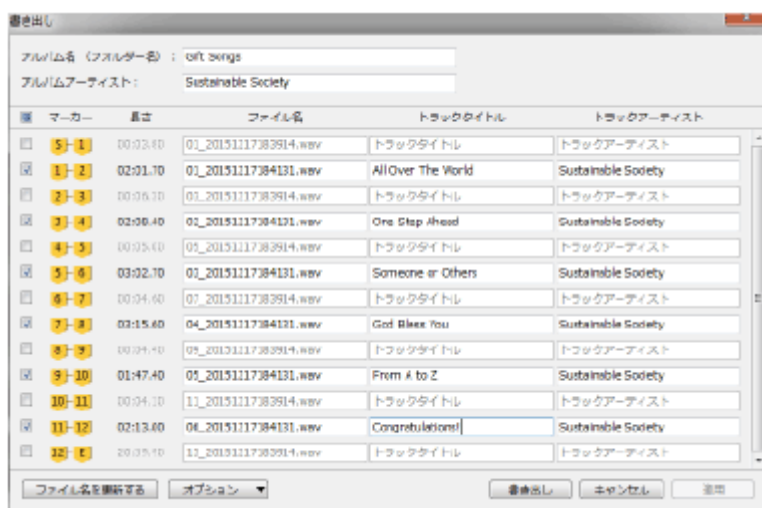 書き出し
アルバム名 (フォルダー名) : Gift Songs
アルバムアーティスト: Sustainable Society
マーカー 長さ ファイル名 トラックタイトル トラックアーティスト
S 1 トラックタイトル トラックアーティスト
1 2 02:01.70 01_20151117184131.wav All Over The World Sustainable Society
2 3 トラックタイトル トラックアーティスト
3 4 02_20151117184131.wav One Step Ahead Sustainable Society
4 5 トラックタイトル トラックアーティスト
5 6 03:02.70 03_20151117184131.wav Someone or Others Sustainable Society
6 7 トラックタイトル トラックアーティスト
7 8 03:15.60 04_20151117184131.wav God Bless You Sustainable Society
8 9 トラックタイトル トラックアーティスト
9 10 01:47.40 05_20151117184131.wav From A to Z Sustainable Society
10 11 トラックタイトル トラックアーティスト
11 12 02:13.00 06_20151117184131.wav Congratulations! Sustainable Society
12 E トラックタイトル トラックアーティスト
ファイル名を更新する オプション 書き出し キャンセル 適用